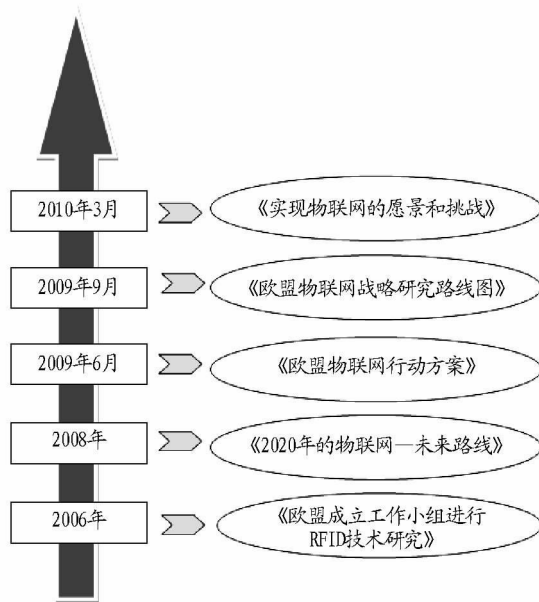 2010年3月
《实现物联网的愿景和挑战》
2009年9月
《欧盟物联网战略研究路线图》
2009年6月
《欧盟物联网行动方案》
2008年
《2020年的物联网—未来路线》
2006年
《欧盟成立工作小组进行
RFID技术研究》